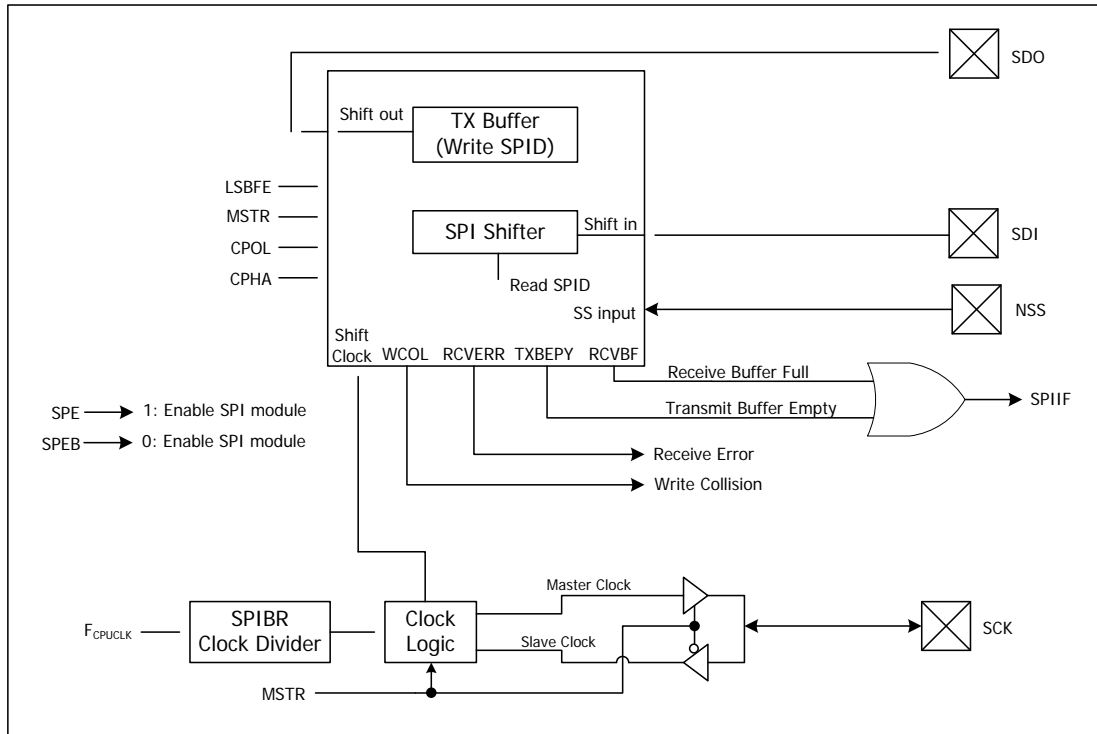 SDO
Shift out
TX Buffer
(Write SPID)
LSBFE
MSTR
CPOL
CPHA
SPI Shifter
Shift in
SDI
Read SPID
SS input
NSS
Shift
Clock
WCOL
RCVERR
TXBEPY
RCVBF
Receive Buffer Full
SPIIF
Transmit Buffer Empty
SPE
1: Enable SPI module
SPEB
0: Enable SPI module
Receive Error
Write Collision
Master Clock
FCPUCLK
SPIBR
Clock Divider
Clock
Logic
Slave Clock
SCK
MSTR